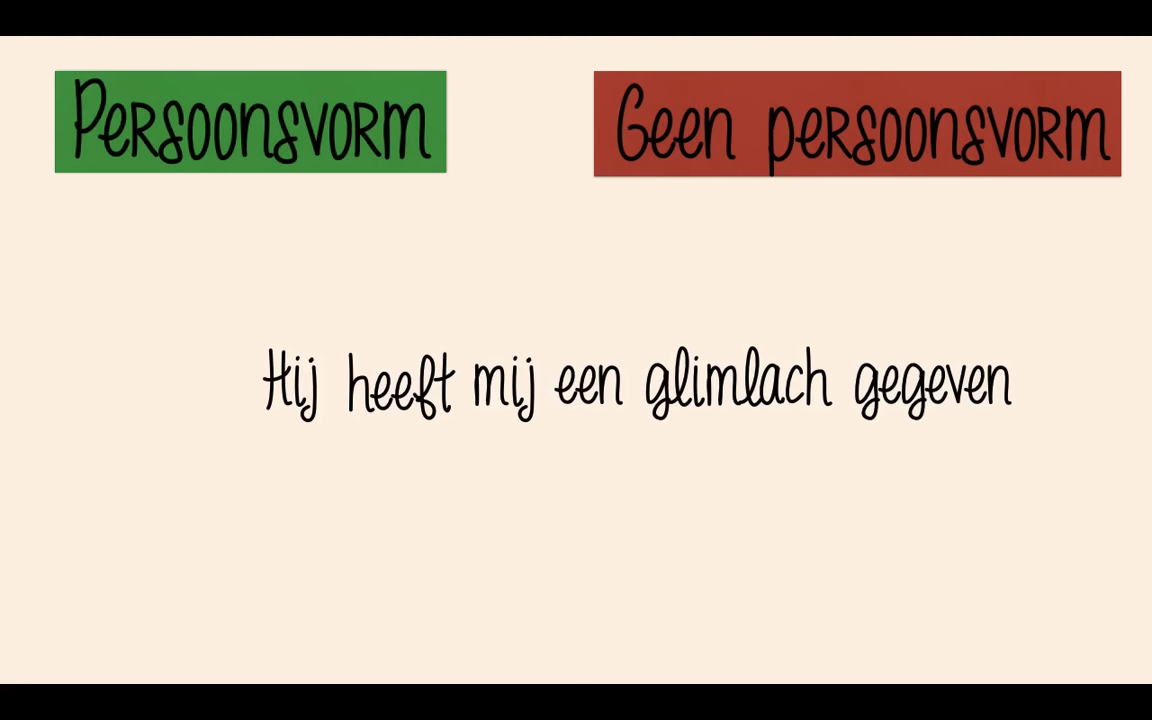 Persoonsvorm
Geen persoonsvorm
Hij heeft mij een glimlach gegeven